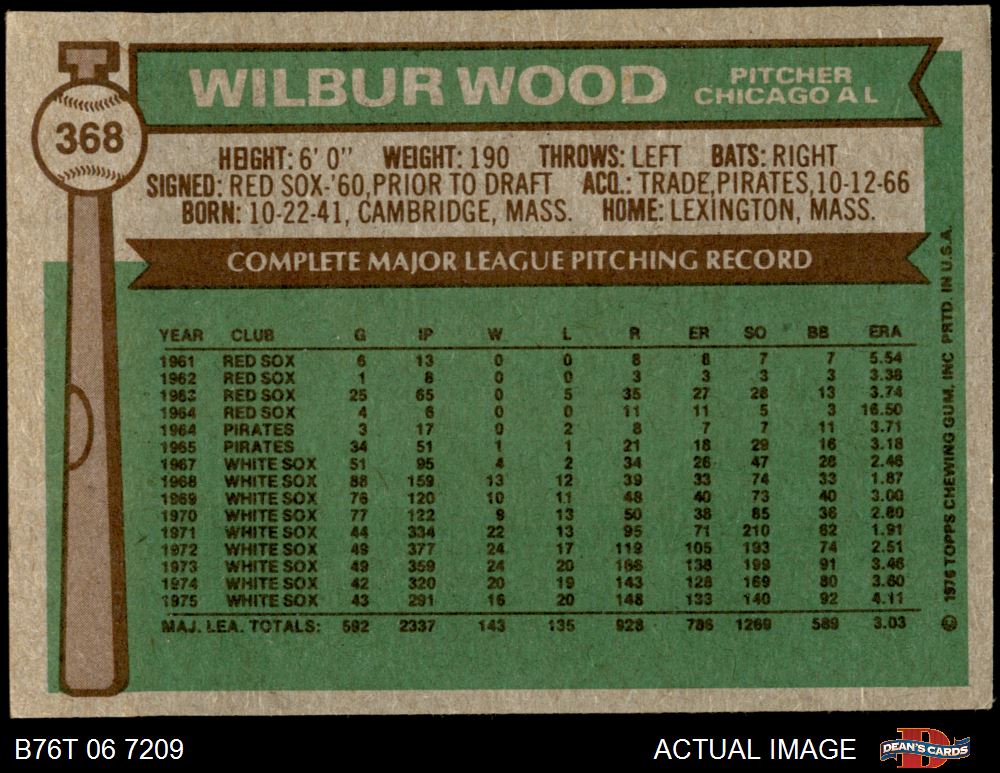 WILBUR WOOD PITCHER
CHICAGO A L
368
HEIGHT: 6' 0" WEIGHT: 190 THROWS: LEFT BATS: RIGHT
SIGNED: RED SOX-'60, PRIOR TO DRAFT ACQ.: TRADE, PIRATES, 10-12-66
BORN: 10-22-41, CAMBRIDGE, MASS. HOME: LEXINGTON, MASS.
COMPLETE MAJOR LEAGUE PITCHING RECORD
YEAR CLUB G IP W L R ER SO BB ERA
1961 RED SOX 6 13 0 0 8 8 7 7 5.54
1962 RED SOX 1 8 0 0 3 3 3 3 3.38
1963 RED SOX 25 65 0 5 35 27 28 13 3.74
1964 RED SOX 4 6 0 0 11 11 5 3 16.50
1964 PIRATES 3 17 0 2 8 7 7 11 3.71
1965 PIRATES 34 51 1 1 21 18 29 16 3.18
1967 WHITE SOX 51 95 4 2 34 26 47 28 2.46
1968 WHITE SOX 88 159 13 12 39 33 74 33 1.87
1969 WHITE SOX 76 120 10 11 48 40 73 40 3.00
1970 WHITE SOX 77 122 9 13 50 38 85 36 2.80
1971 WHITE SOX 44 334 22 13 95 71 210 62 1.91
1972 WHITE SOX 49 377 24 17 119 105 193 74 2.51
1973 WHITE SOX 49 359 24 20 166 138 199 91 3.46
1974 WHITE SOX 42 320 20 19 143 128 169 80 3.60
1975 WHITE SOX 43 291 16 20 148 133 140 92 4.11
MAJ. LEA. TOTALS: 592 2337 143 135 928 786 1269 589 3.03
© 1976 TOPPS CHEWING GUM, INC PRTD. IN U.S.A.
B76T 06 7209 ACTUAL IMAGE DEAN'S CARDS